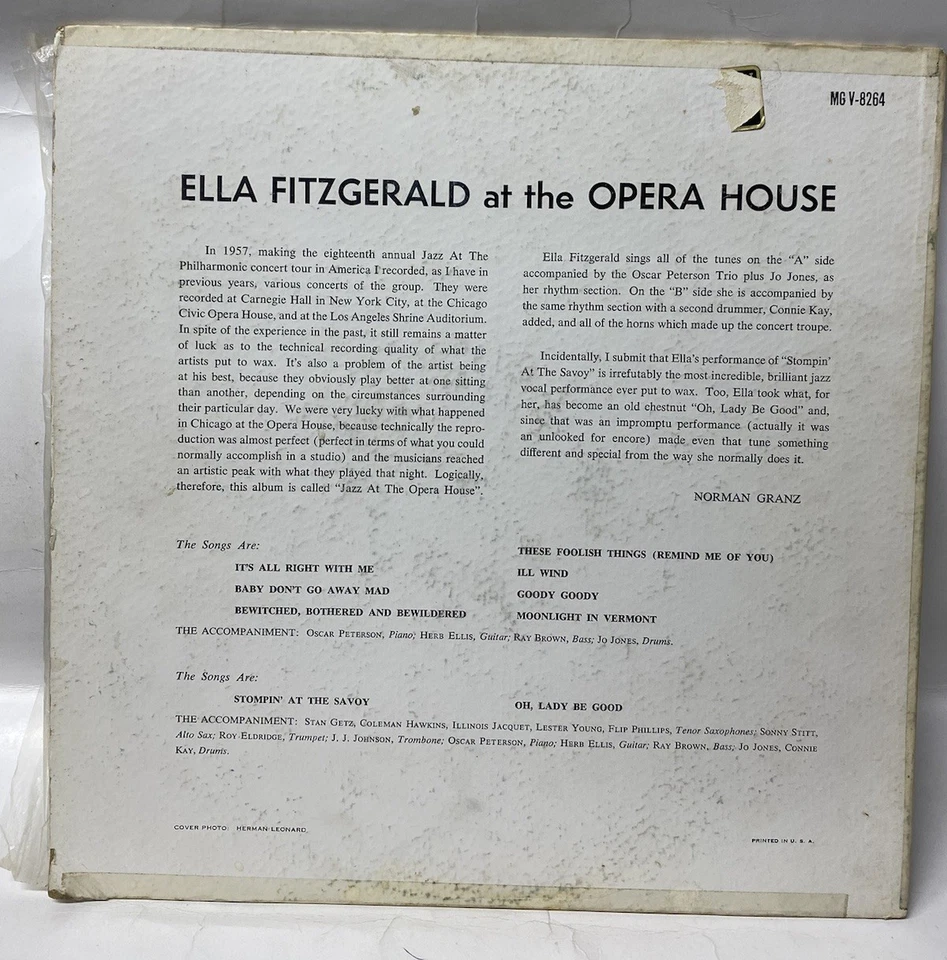 MG V-8264
ELLA FITZGERALD at the OPERA HOUSE
In 1957, making the eighteenth annual Jazz At The
Philharmonic concert tour in America I recorded, as I have in
previous years, various concerts of the group. They were
recorded at Carnegie Hall in New York City, at the Chicago
Civic Opera House, and at the Los Angeles Shrine Auditorium.
In spite of the experience in the past, it still remains a matter
of luck as to the technical recording quality of what the
artists put to wax. It's also a problem of the artist being
at his best, because they obviously play better at one sitting
than another, depending on the circumstances surrounding
their particular day. We were very lucky with what happened
in Chicago at the Opera House, because technically the repro-
duction was almost perfect (perfect in terms of what you could
normally accomplish in a studio) and the musicians reached
an artistic peak with what they played that night. Logically,
therefore, this album is called "Jazz At The Opera House".
Ella Fitzgerald sings all of the tunes on the "A" side
accompanied by the Oscar Peterson Trio plus Jo Jones, as
her rhythm section. On the "B" side she is accompanied by
the same rhythm section with a second drummer, Connie Kay,
added, and all of the horns which made up the concert troupe.
Incidentally, I submit that Ella's performance of "Stompin'
At The Savoy" is irrefutably the most incredible, brilliant jazz
vocal performance ever put to wax. Too, Ella took what, for
her, has become an old chestnut "Oh, Lady Be Good" and,
since that was an impromptu performance (actually it was
an unlooked for encore) made even that tune something
different and special from the way she normally does it.
NORMAN GRANZ
The Songs Are:
IT'S ALL RIGHT WITH ME
BABY DON'T GO AWAY MAD
BEWITCHED, BOTHERED AND BEWILDERED
THESE FOOLISH THINGS (REMIND ME OF YOU)
ILL WIND
GOODY GOODY
MOONLIGHT IN VERMONT
THE ACCOMPANIMENT: OSCAR PETERSON, Piano; HERB ELLIS, Guitar; RAY BROWN, Bass; JO JONES, Drums.
The Songs Are:
STOMPIN' AT THE SAVOY
OH, LADY BE GOOD
THE ACCOMPANIMENT: STAN GETZ, COLEMAN HAWKINS, ILLINOIS JACQUET, LESTER YOUNG, FLIP PHILLIPS, Tenor Saxophones; SONNY STITT,
Alto Sax; ROY ELDRIDGE, Trumpet; J. J. JOHNSON, Trombone; OSCAR PETERSON, Piano; HERB ELLIS, Guitar; RAY BROWN, Bass; JO JONES, CONNIE
KAY, Drums.
COVER PHOTO: HERMAN LEONARD
PRINTED IN U. S. A.